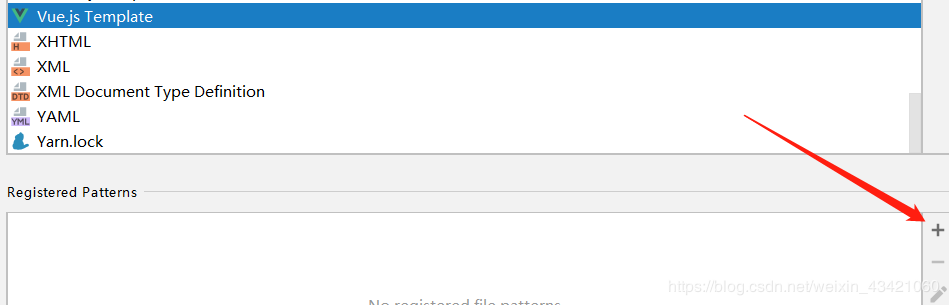 Vue.js Template
XHTML
XML
XML Document Type Definition
YAML
Yarn.lock
Registered Patterns
No registered file patterns
https://blog.csdn.net/weixin_43421060